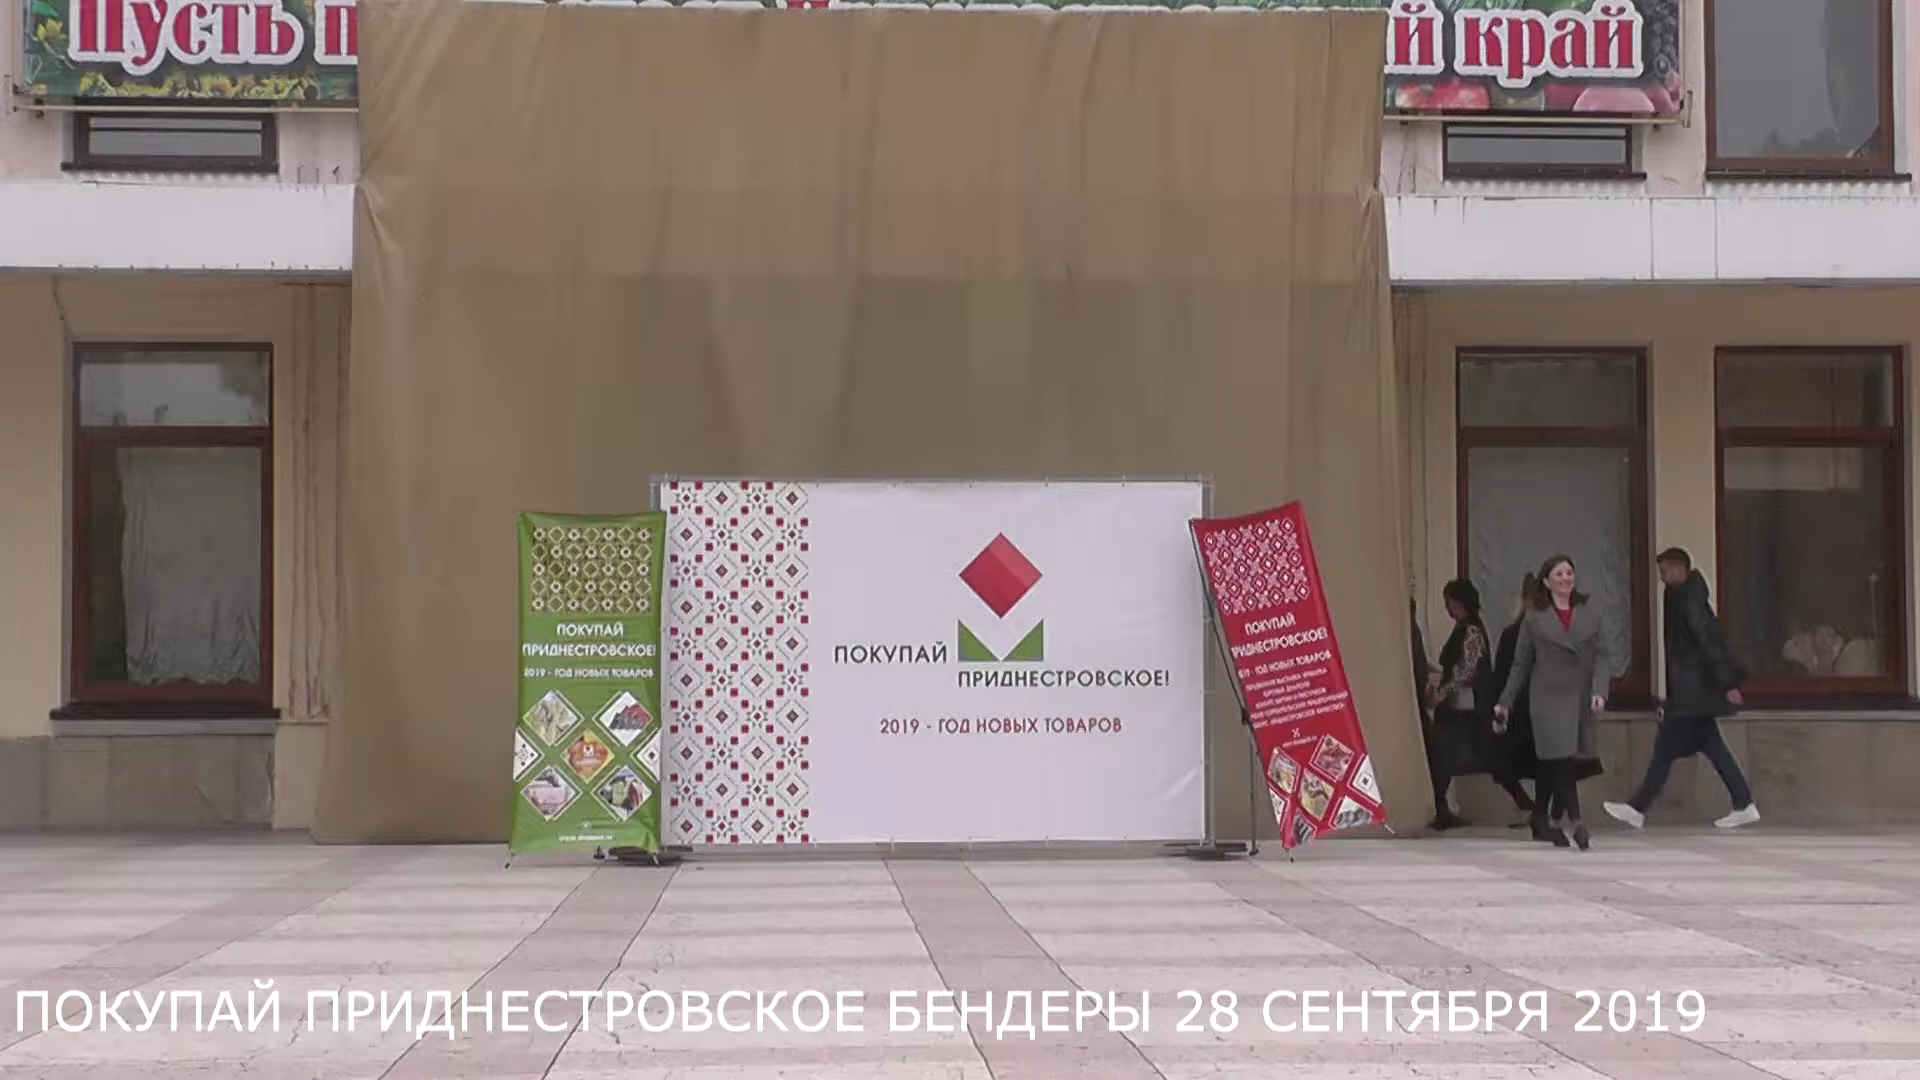 Пусть
й край
ПОКУПАЙ
ПРИДНЕСТРОВСКОЕ!
2019 - ГОД НОВЫХ ТОВАРОВ
ПОКУПАЙ
ПРИДНЕСТРОВСКОЕ!
2019 - ГОД НОВЫХ ТОВАРОВ
ПОКУПАЙ
ПРИДНЕСТРОВСКОЕ!
2019 - ГОД НОВЫХ ТОВАРОВ
ПОКУПАЙ ПРИДНЕСТРОВСКОЕ БЕНДЕРЫ 28 СЕНТЯБРЯ 2019